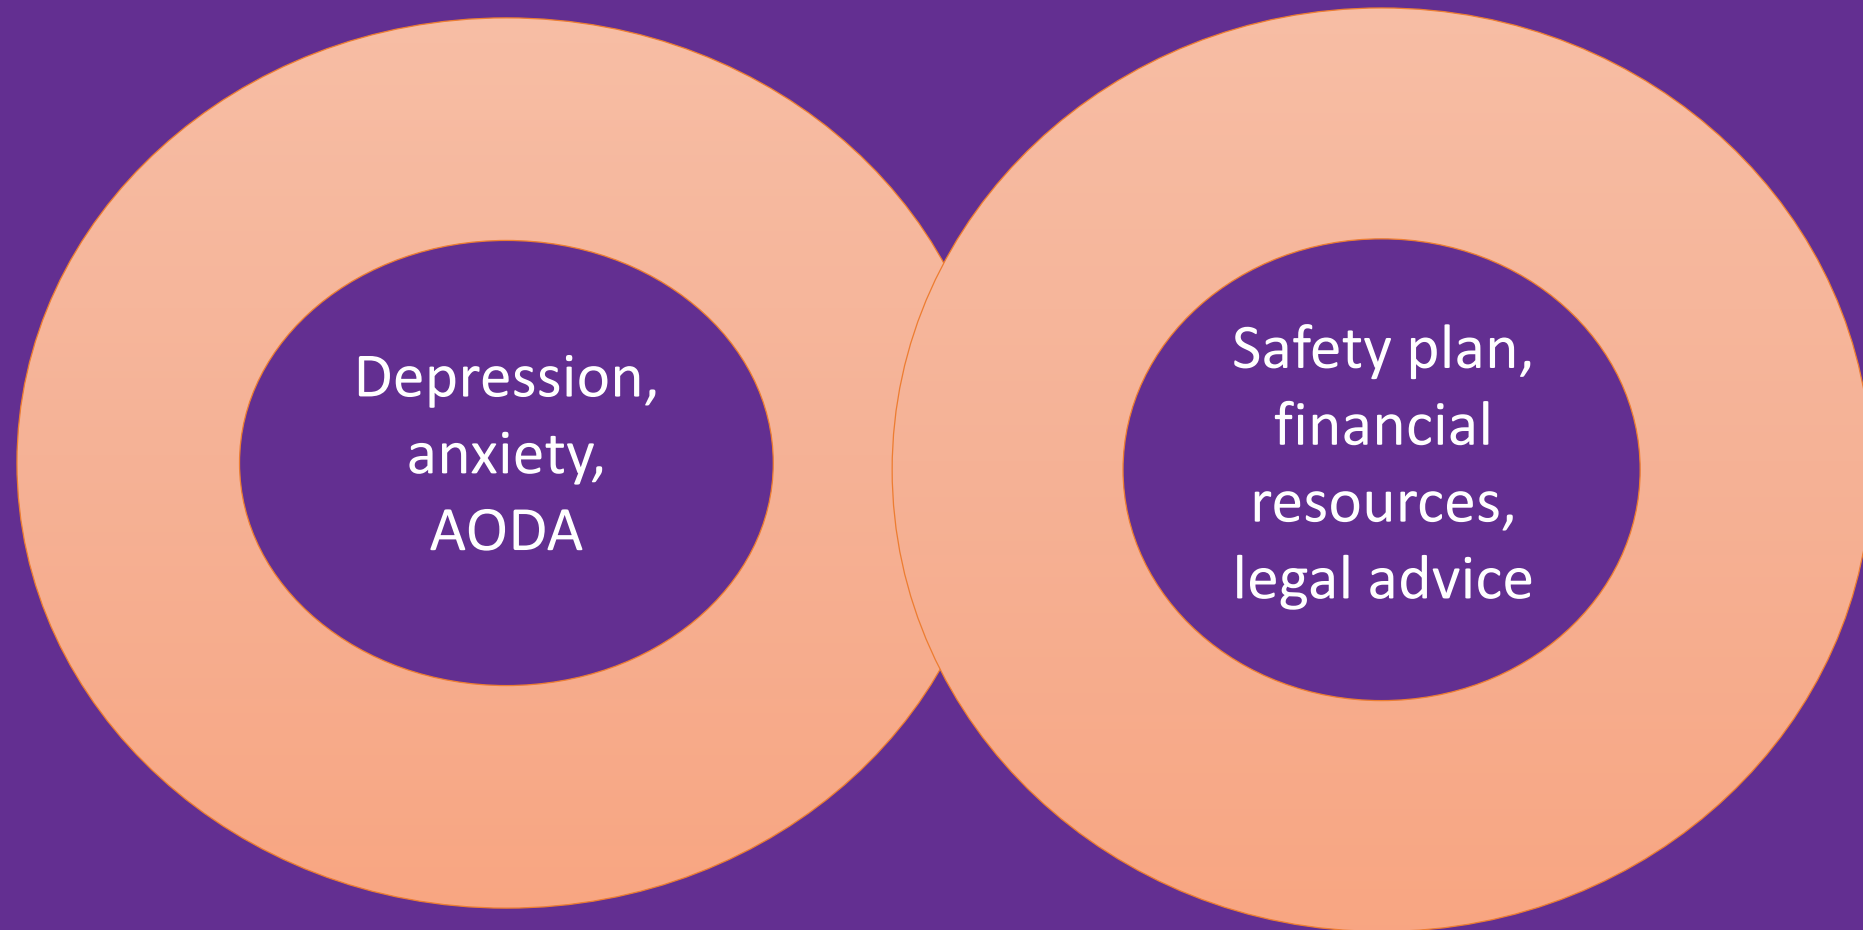 Depression,
anxiety,
AODA
Safety plan,
financial
resources,
legal advice